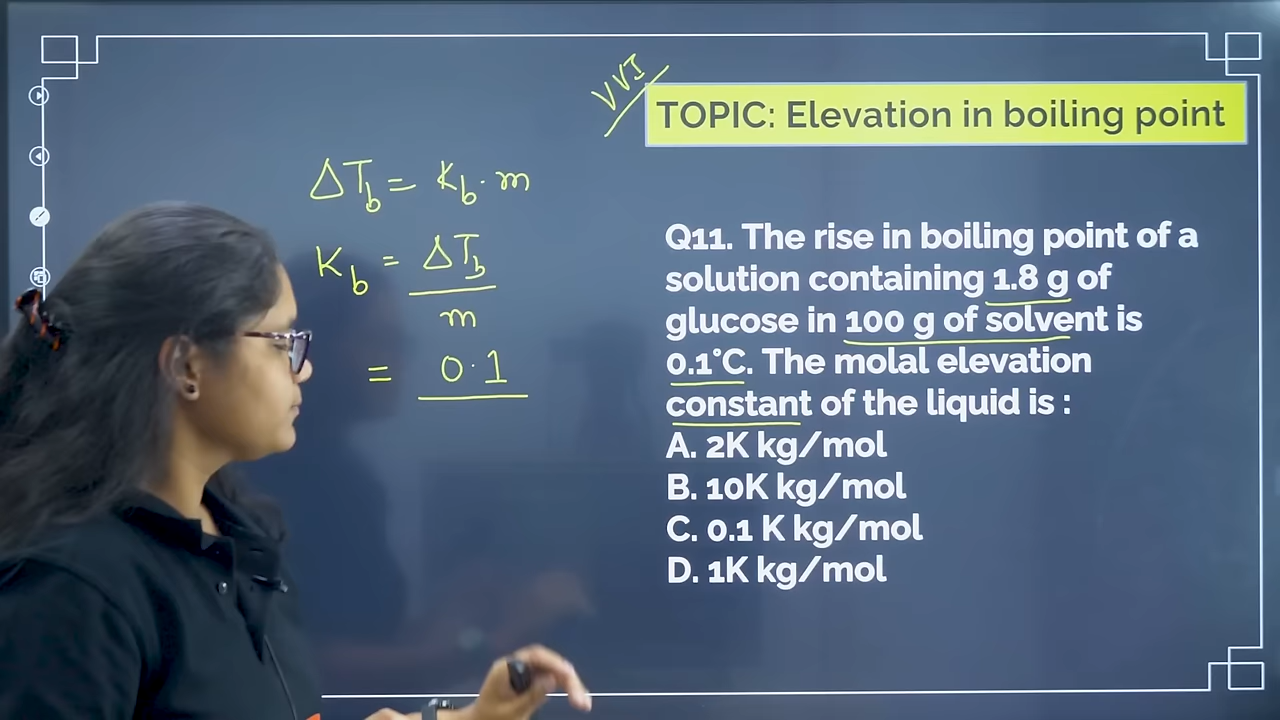 VVI
TOPIC: Elevation in boiling point
ΔTb = Kb · m
Kb = ΔTb
m
= 0.1
Q11. The rise in boiling point of a
solution containing 1.8 g of
glucose in 100 g of solvent is
0.1°C. The molal elevation
constant of the liquid is :
A. 2K kg/mol
B. 10K kg/mol
C. 0.1 K kg/mol
D. 1K kg/mol